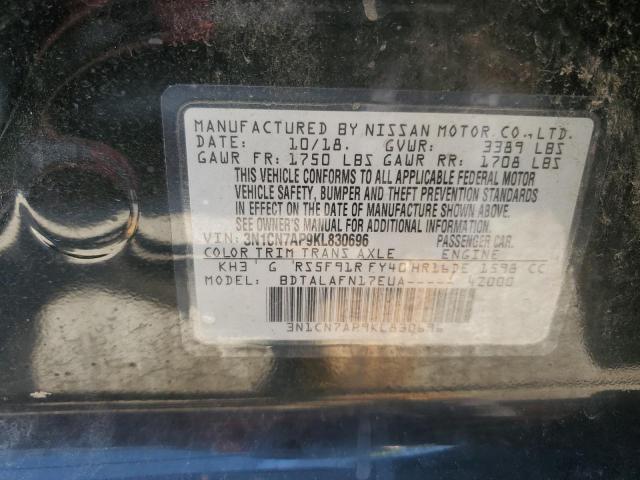 MANUFACTURED BY NISSAN MOTOR CO., LTD.
DATE: 10/18. GVWR: 3389 LBS
GAWR FR: 1750 LBS GAWR RR: 1708 LBS
THIS VEHICLE CONFORMS TO ALL APPLICABLE FEDERAL MOTOR
VEHICLE SAFETY, BUMPER AND THEFT PREVENTION STANDARDS
IN EFFECT ON THE DATE OF MANUFACTURE SHOWN ABOVE.
SEE OWNER'S MANUAL FOR ADDITIONAL INFORMATION.
VIN: 3N1CN7AP9KL830696 PASSENGER CAR.
COLOR TRIM TRANS AXLE ENGINE
KH3 G RS5F91R FY40 HR16DE 1598 CC
MODEL: BDTALAFN17EUA----- 42000
3N1CN7AP9KL830696